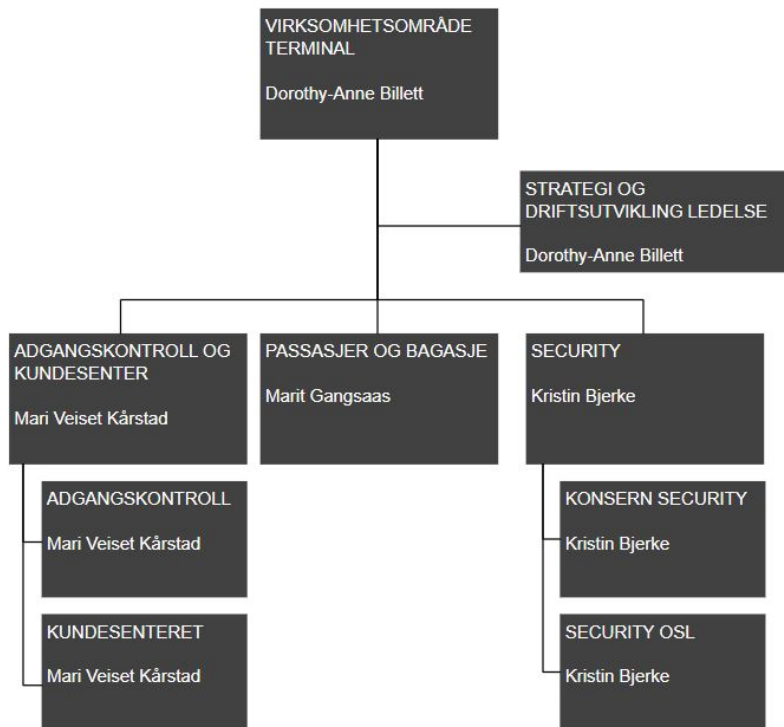 VIRKSOMHETSOMRÅDE
TERMINAL
Dorothy-Anne Billett
STRATEGI OG
DRIFTSUTVIKLING LEDELSE
Dorothy-Anne Billett
ADGANGSKONTROLL OG
KUNDESENTER
Mari Veiset Kårstad
PASSASJER OG BAGASJE
Marit Gangsaas
SECURITY
Kristin Bjerke
ADGANGSKONTROLL
Mari Veiset Kårstad
KUNDESENTERET
Mari Veiset Kårstad
KONSERN SECURITY
Kristin Bjerke
SECURITY OSL
Kristin Bjerke